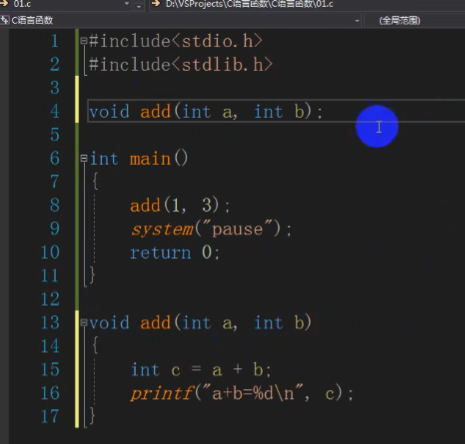 01.c D:\VSProjects\C语言函数\C语言函数\01.c
C语言函数 (全局范围)
1 #include<stdio.h>
2 #include<stdlib.h>
3
4 void add(int a, int b);
5
6 int main()
7 {
8 add(1, 3);
9 system("pause");
10 return 0;
11 }
12
13 void add(int a, int b)
14 {
15 int c = a + b;
16 printf("a+b=%d\n", c);
17 }